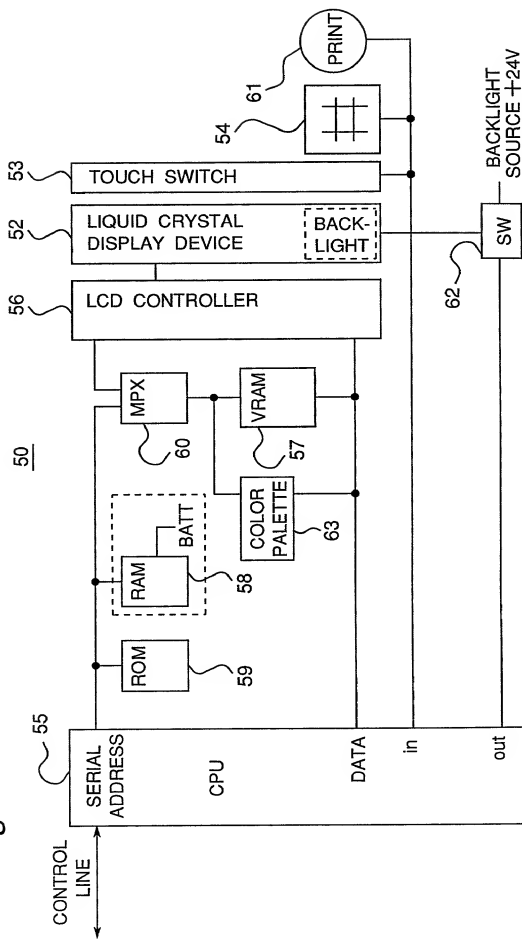 50
CONTROL
LINE
55
SERIAL
ADDRESS
CPU
DATA
in
out
ROM
59
RAM
BATT
58
MPX
60
COLOR
PALETTE
63
VRAM
57
56
LCD CONTROLLER
52
LIQUID CRYSTAL
DISPLAY DEVICE
BACK-
LIGHT
53
TOUCH SWITCH
54
61
PRINT
62
SW
BACKLIGHT
SOURCE +24V